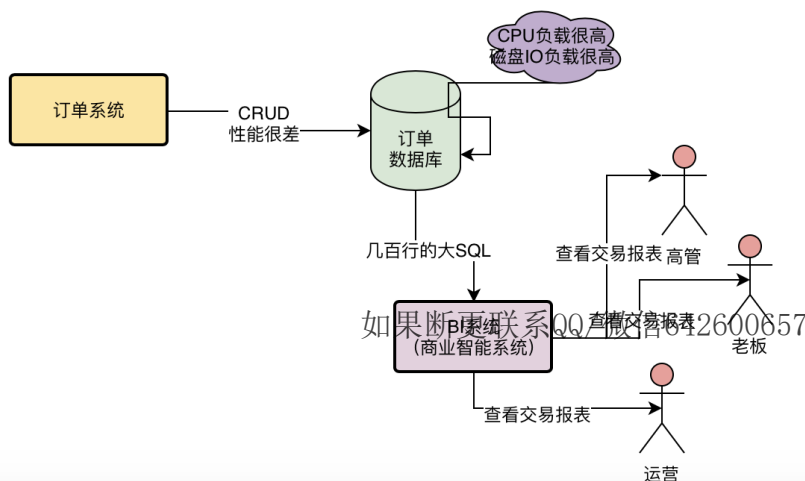 CPU负载很高
磁盘IO负载很高
订单系统
CRUD
性能很差
订单
数据库
几百行的大SQL
查看交易报表
高管
BI系统
（商业智能系统）
查看交易报表
老板
如果断更联系QQ/微信642600657
查看交易报表
运营